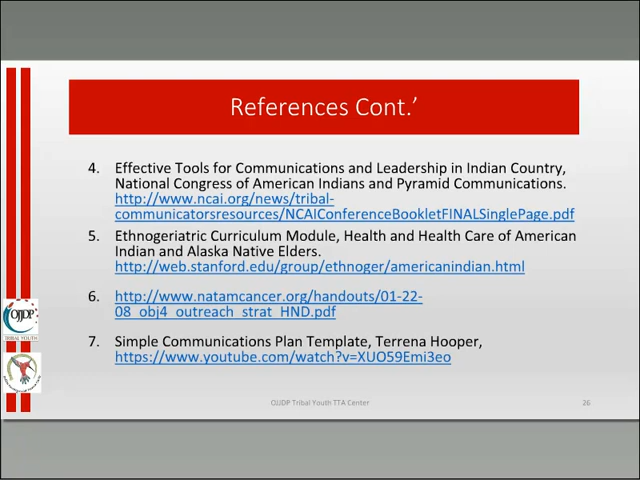 References Cont.’
4. Effective Tools for Communications and Leadership in Indian Country,
National Congress of American Indians and Pyramid Communications.
http://www.ncai.org/news/tribal-
communicatorsresources/NCAIConferenceBookletFINALSinglePage.pdf
5. Ethnogeriatric Curriculum Module, Health and Health Care of American
Indian and Alaska Native Elders.
http://web.stanford.edu/group/ethnoger/americanindian.html
6. http://www.natamcancer.org/handouts/01-22-
08_obj4_outreach_strat_HND.pdf
7. Simple Communications Plan Template, Terrena Hooper,
https://www.youtube.com/watch?v=XUO59Emi3eo
OJJDP
TRIBAL YOUTH
OJJDP Tribal Youth TTA Center
26